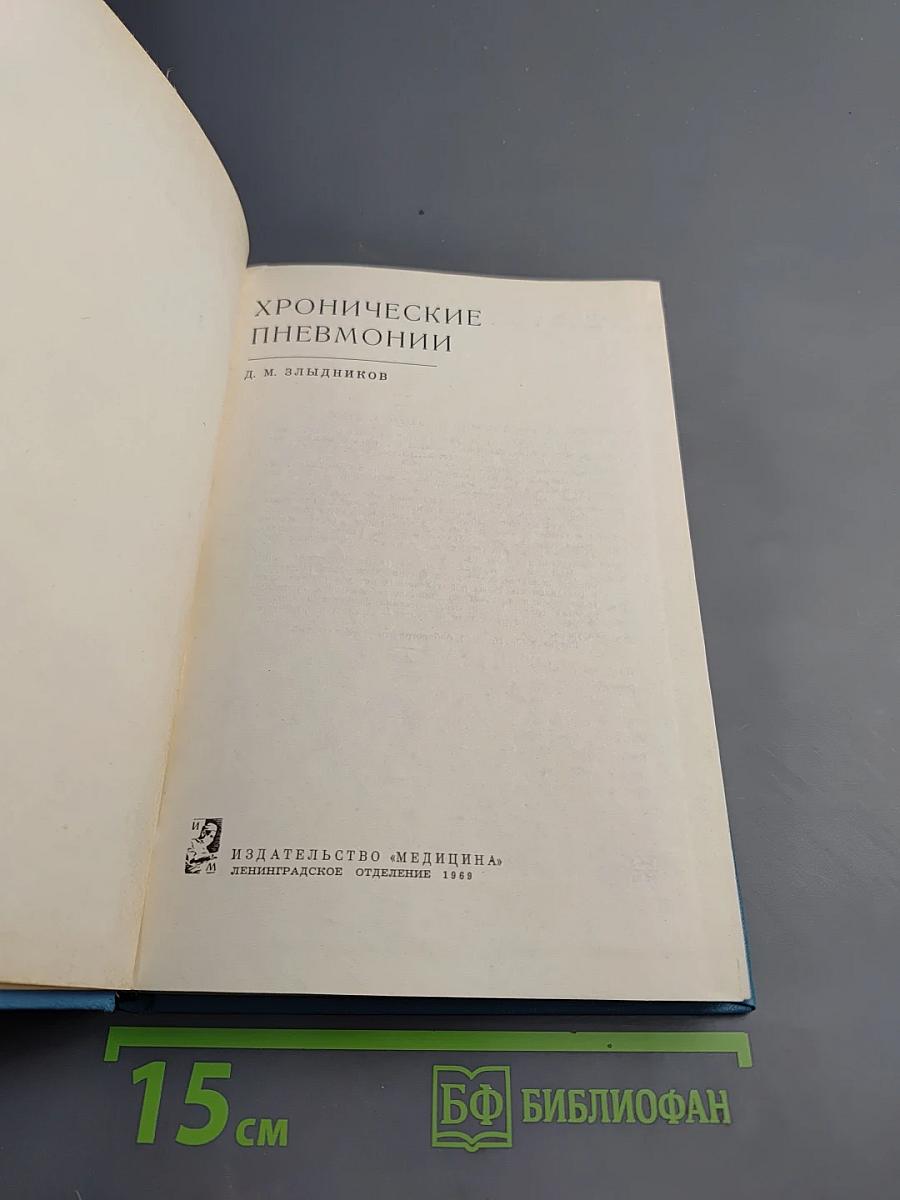 ХРОНИЧЕСКИЕ
ПНЕВМОНИИ
Д. М. ЗЛЫДНИКОВ
И
М
ИЗДАТЕЛЬСТВО «МЕДИЦИНА»
ЛЕНИНГРАДСКОЕ ОТДЕЛЕНИЕ 1969
15 см
БФ БИБЛИОФАН